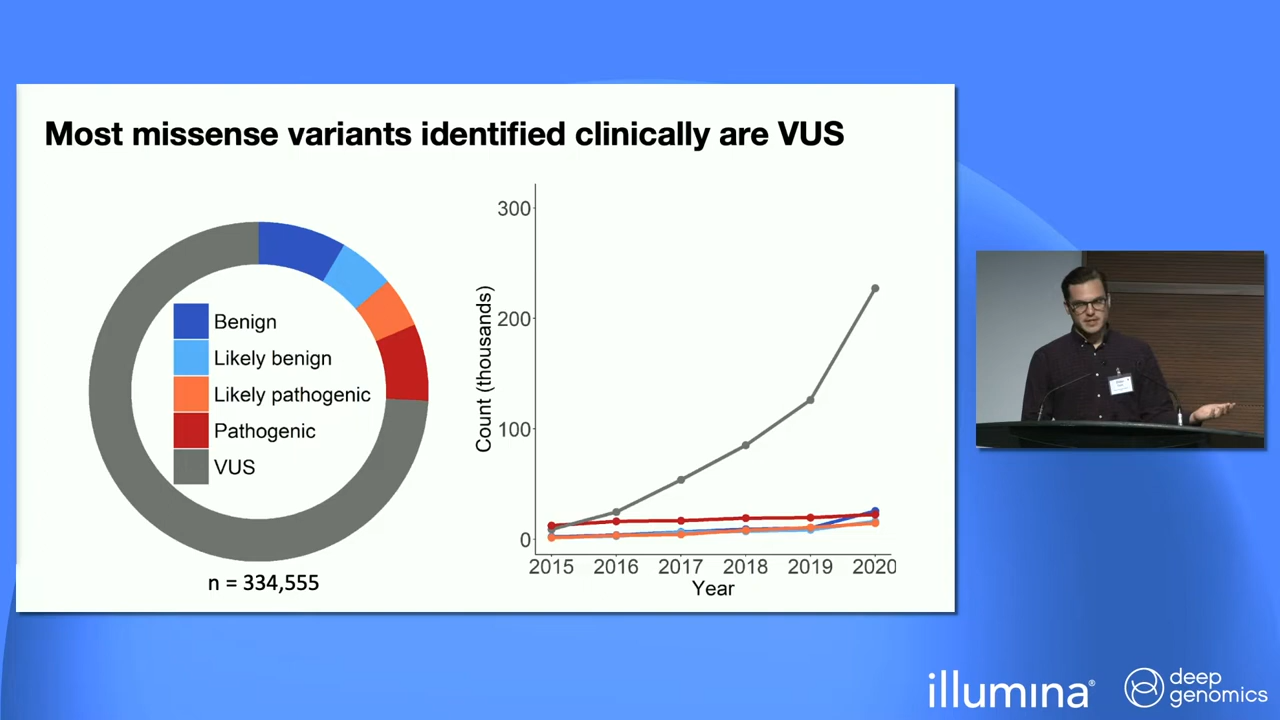 Most missense variants identified clinically are VUS
Benign
Likely benign
Likely pathogenic
Pathogenic
VUS
n = 334,555
Count (thousands)
300
200
100
0
2015 2016 2017 2018 2019 2020
Year
illumina®
deep
genomics